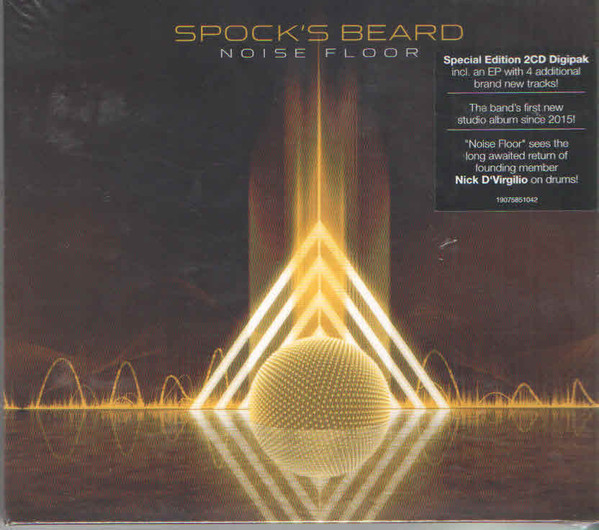 SPOCK'S BEARD
NOISE FLOOR
Special Edition 2CD Digipak
incl. an EP with 4 additional
brand new tracks!
The band's first new
studio album since 2015!
"Noise Floor" sees the
long awaited return of
founding member
Nick D'Virgilio on drums!
19075851042